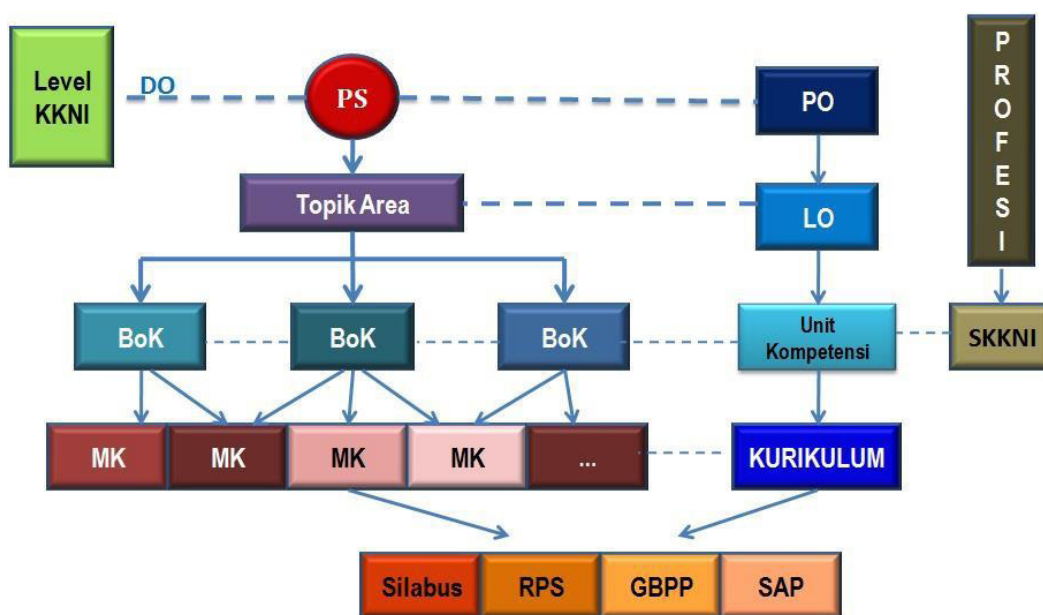 Level
KKNI
DO
PS
PO
PROFESI
Topik Area
LO
BoK
BoK
BoK
Unit
Kompetensi
SKKNI
MK
MK
MK
MK
...
KURIKULUM
Silabus
RPS
GBPP
SAP